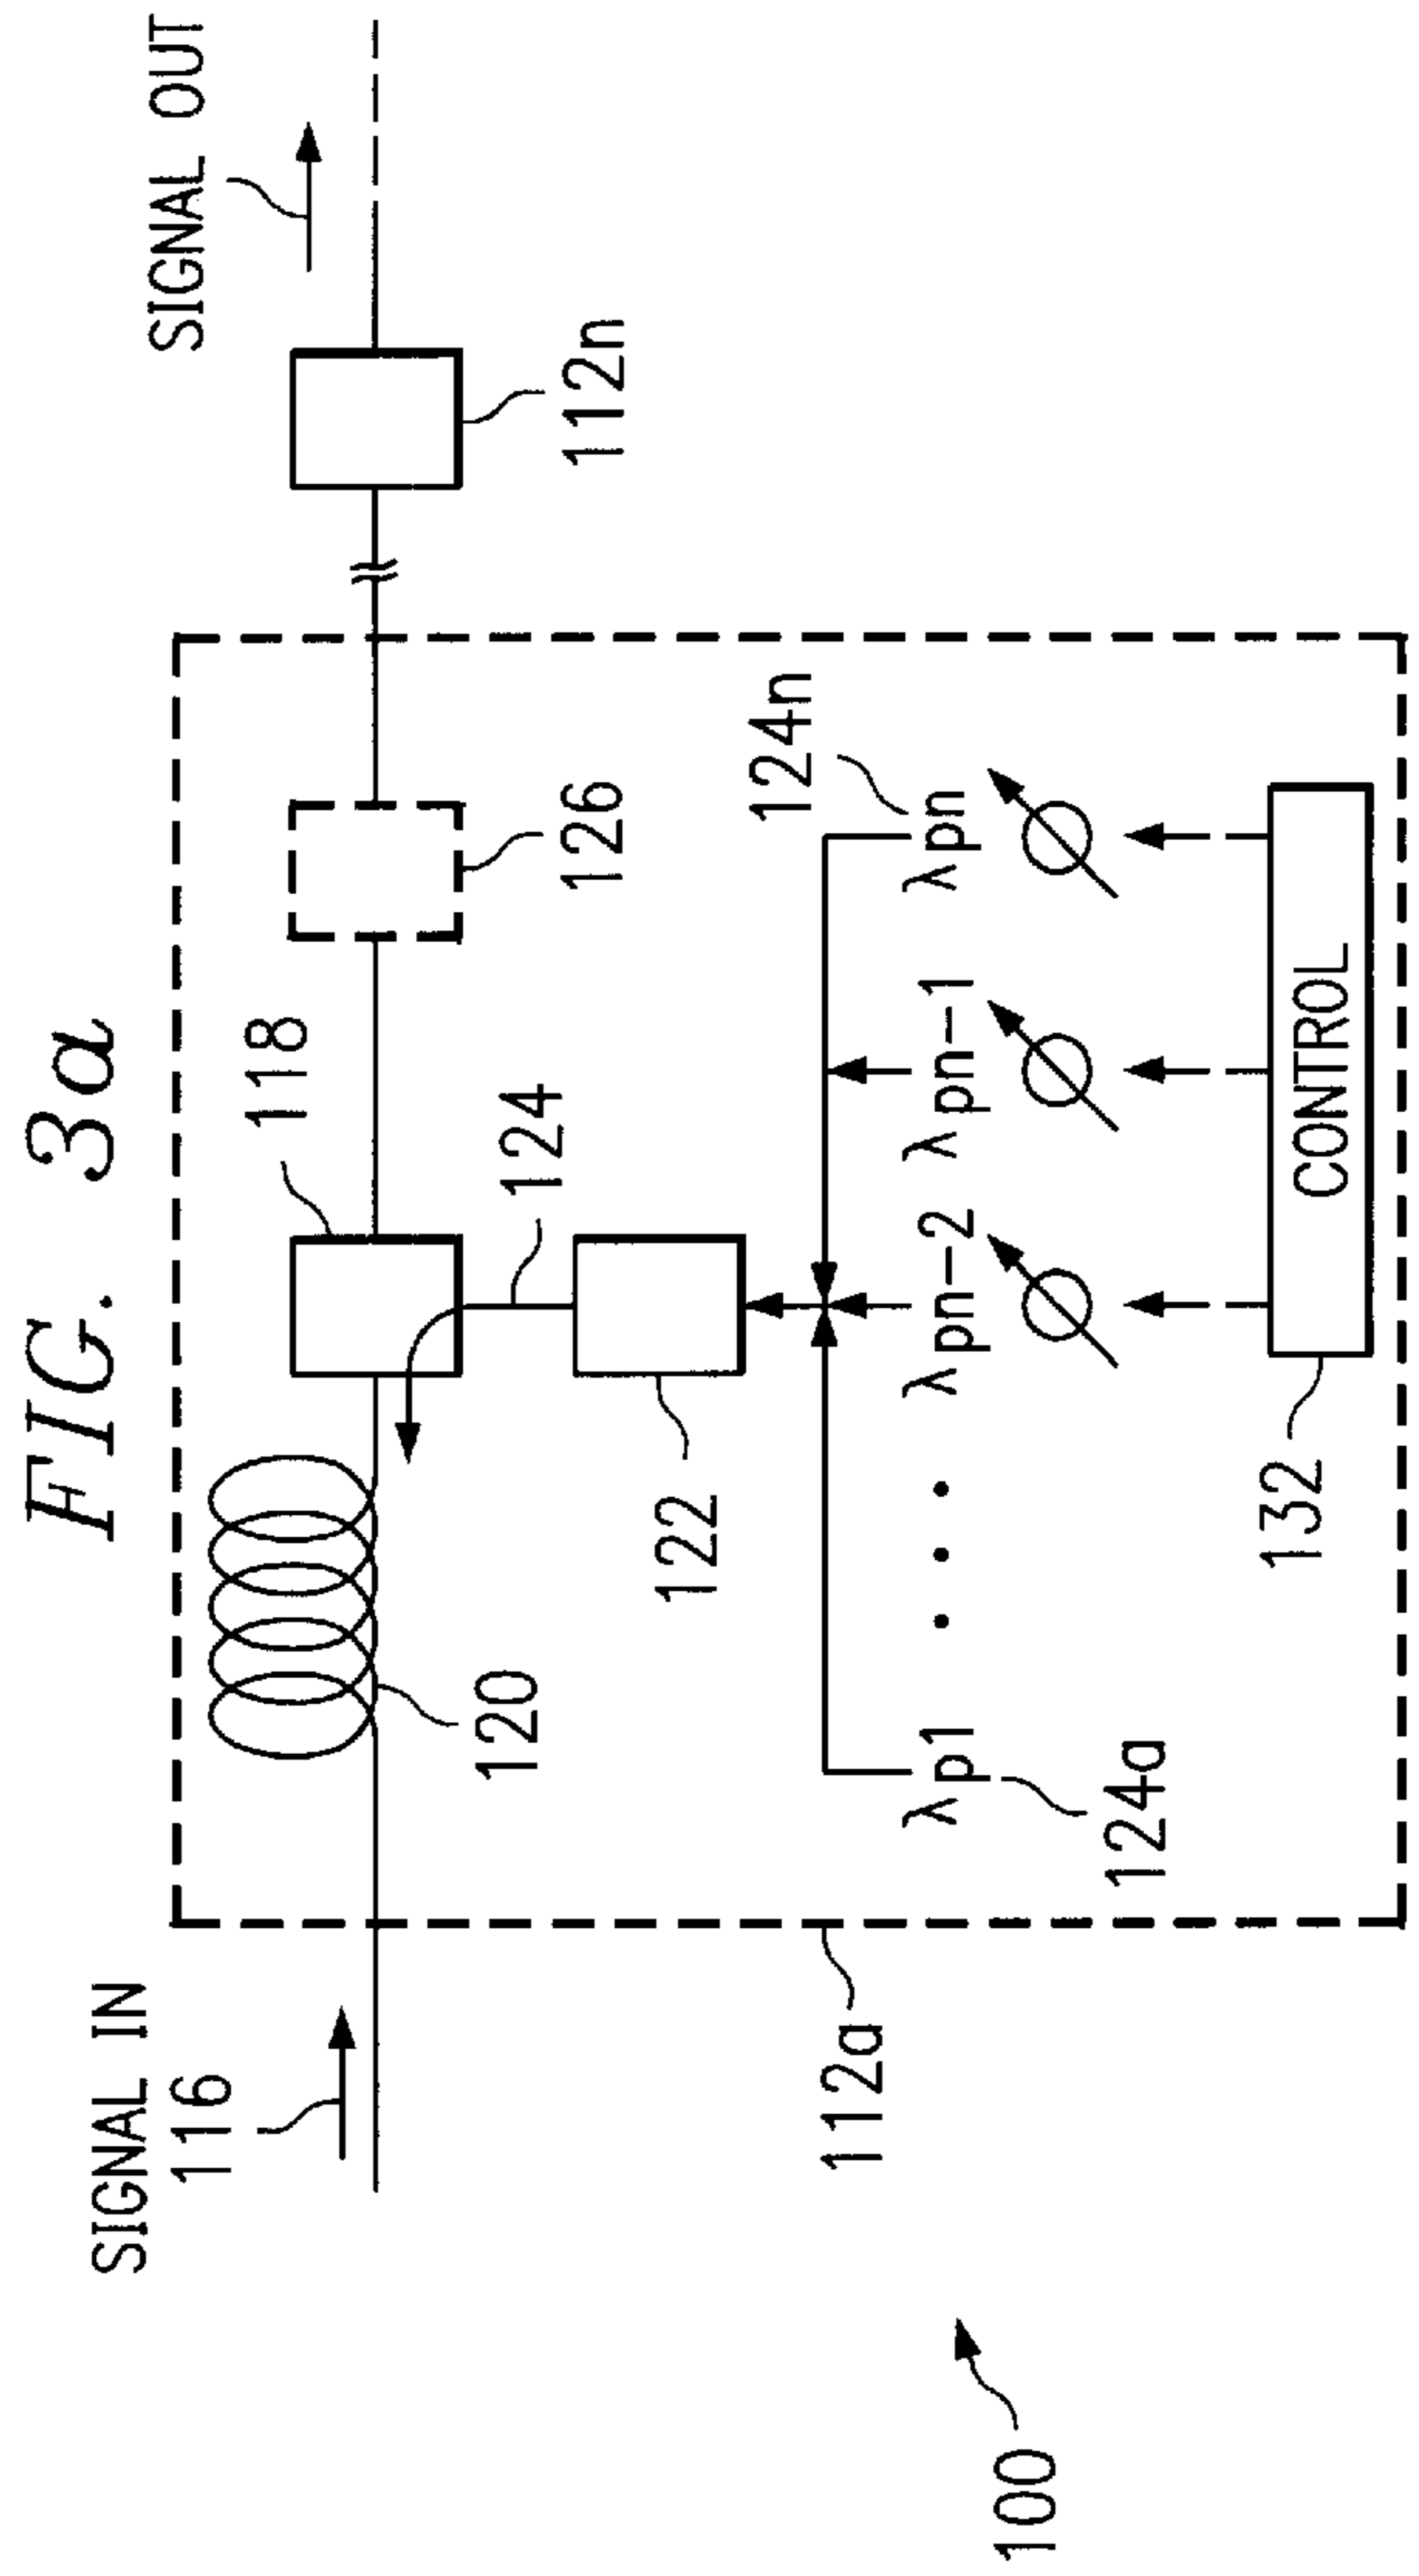 FIG. 3a
SIGNAL IN
116
SIGNAL OUT
118
126
112n
120
124
122
124n
λp1
λpn−2
λpn−1
λpn
124a
112a
CONTROL
132
100